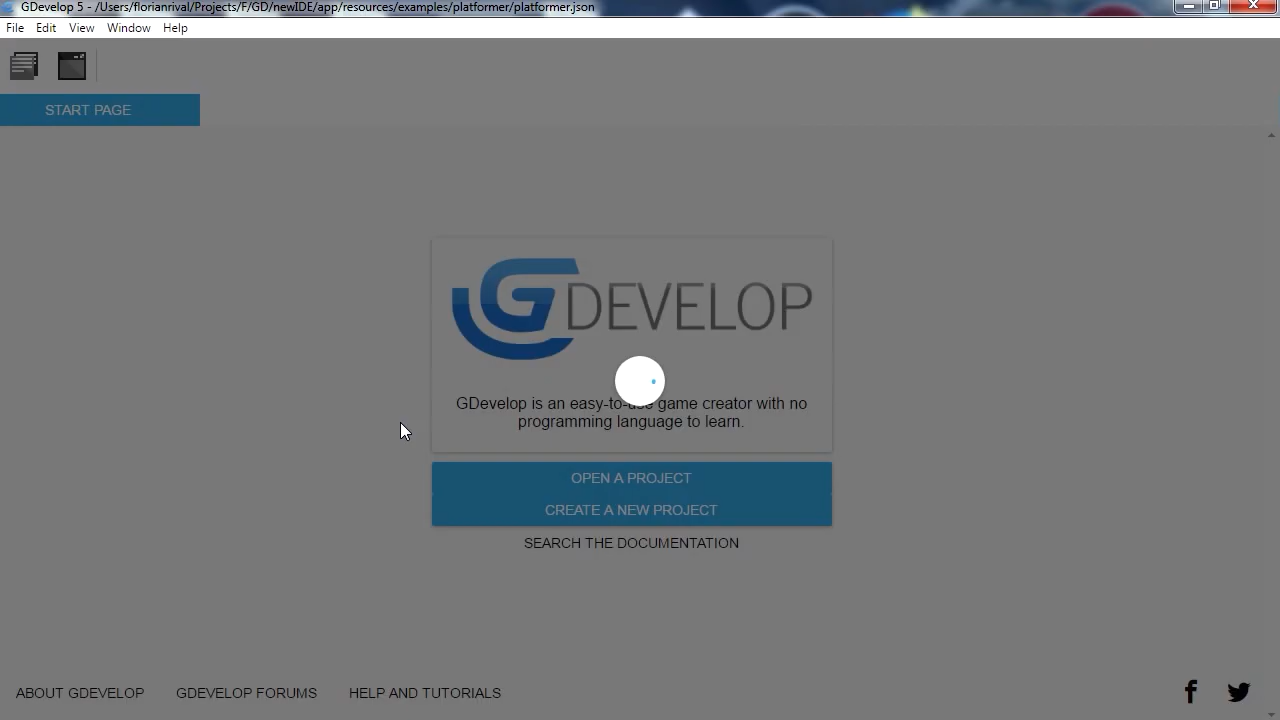 GDevelop 5 - /Users/florianrival/Projects/F/GD/newIDE/app/resources/examples/platformer/platformer.json
File Edit View Window Help
START PAGE
GDEVELOP
GDevelop is an easy-to-use game creator with no
programming language to learn.
OPEN A PROJECT
CREATE A NEW PROJECT
SEARCH THE DOCUMENTATION
ABOUT GDEVELOP GDEVELOP FORUMS HELP AND TUTORIALS